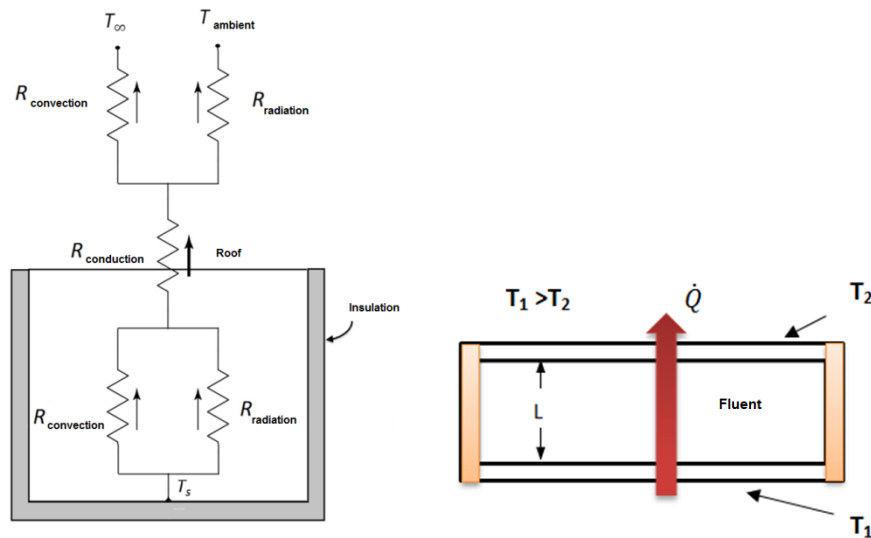 T∞
T ambient
R convection
R radiation
R conduction
Roof
Insulation
R convection
R radiation
Ts
T1 >T2
Q̇
T2
L
Fluent
T1